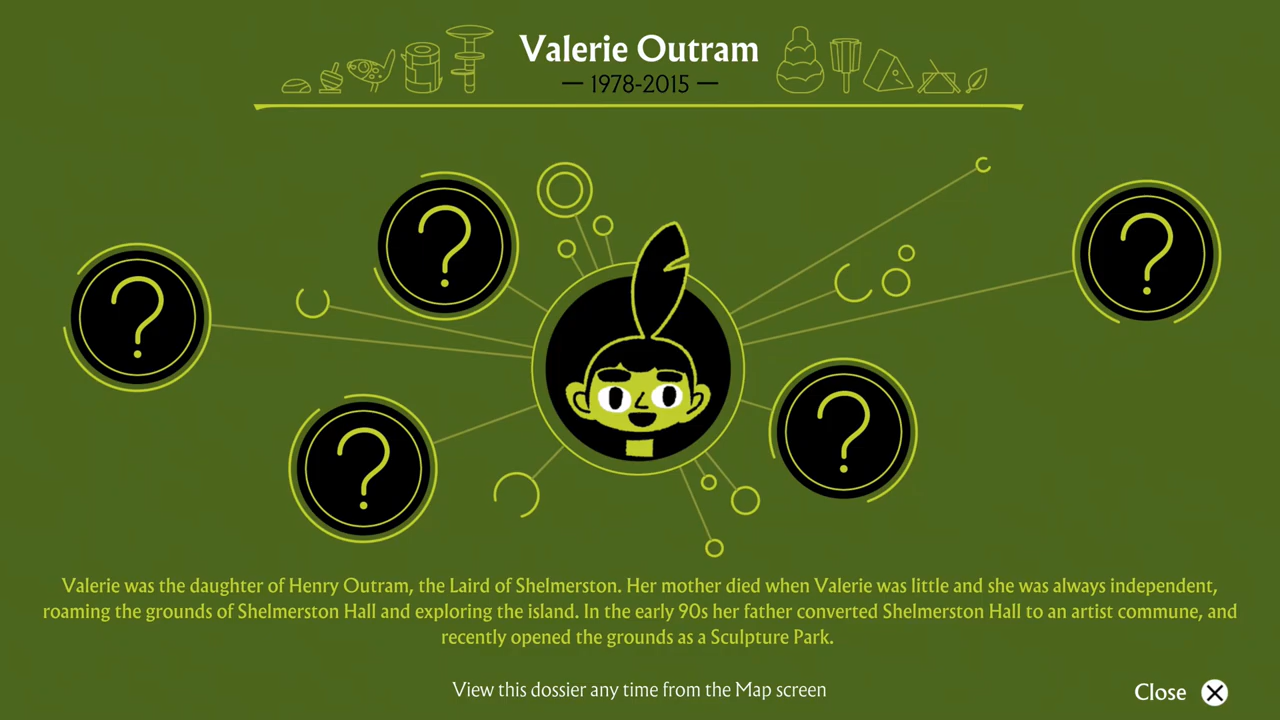 Valerie Outram
— 1978-2015 —
?
?
?
?
?
Valerie was the daughter of Henry Outram, the Laird of Shelmerston. Her mother died when Valerie was little and she was always independent,
roaming the grounds of Shelmerston Hall and exploring the island. In the early 90s her father converted Shelmerston Hall to an artist commune, and
recently opened the grounds as a Sculpture Park.
View this dossier any time from the Map screen
Close